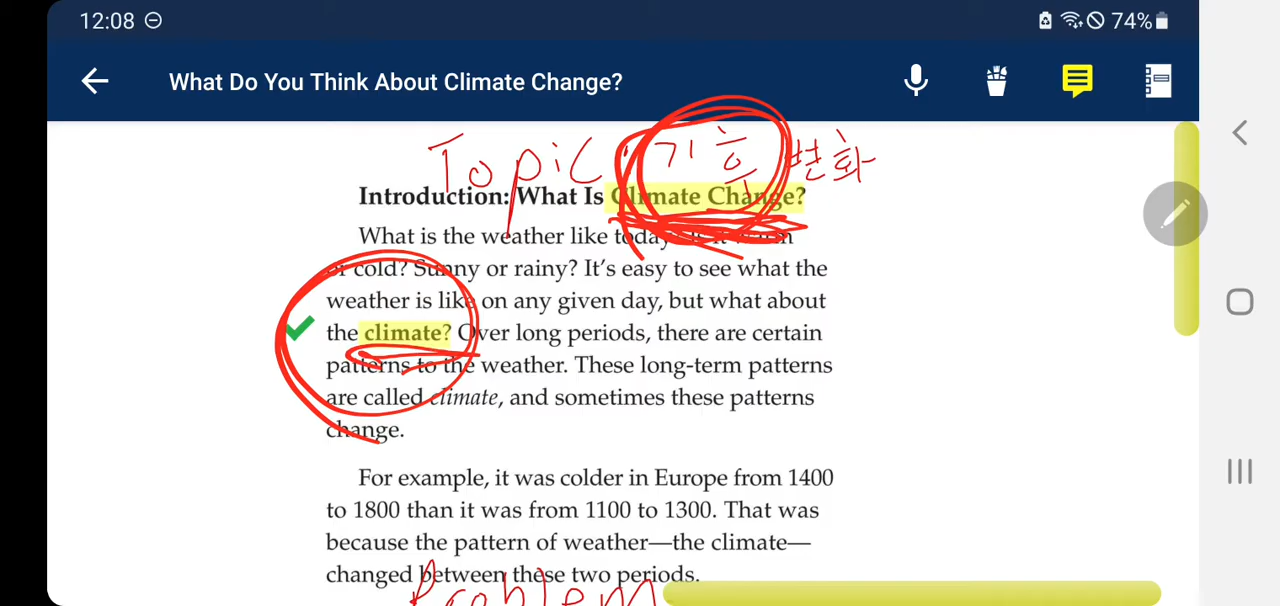 12:08 74%
What Do You Think About Climate Change?
Topic: 기후 변화
Introduction: What Is Climate Change?
What is the weather like today? Is it warm
or cold? Sunny or rainy? It's easy to see what the
weather is like on any given day, but what about
the climate? Over long periods, there are certain
patterns to the weather. These long-term patterns
are called climate, and sometimes these patterns
change.
For example, it was colder in Europe from 1400
to 1800 than it was from 1100 to 1300. That was
because the pattern of weather—the climate—
changed between these two periods.
Problem